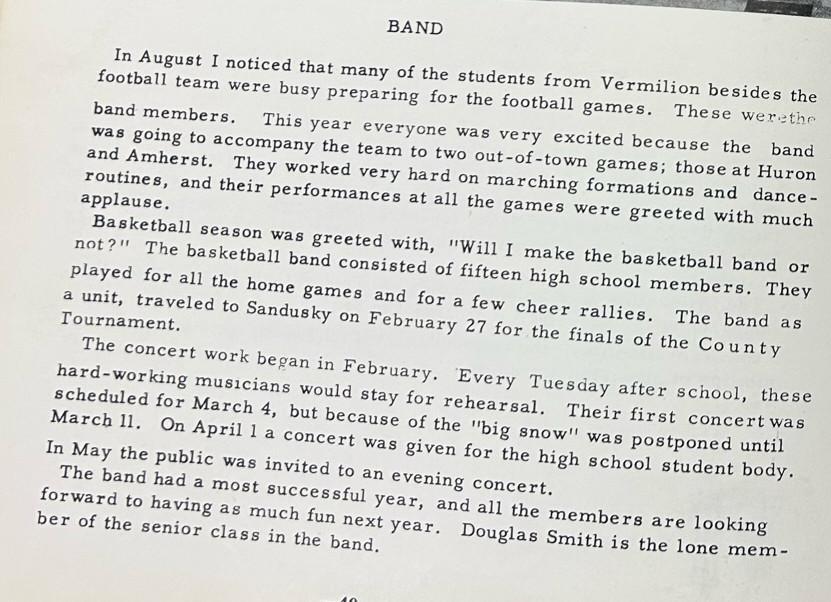 BAND
In August I noticed that many of the students from Vermilion besides the
football team were busy preparing for the football games. These were the
band members. This year everyone was very excited because the band
was going to accompany the team to two out-of-town games; those at Huron
and Amherst. They worked very hard on marching formations and dance-
routines, and their performances at all the games were greeted with much
applause.
Basketball season was greeted with, "Will I make the basketball band or
not?" The basketball band consisted of fifteen high school members. They
played for all the home games and for a few cheer rallies. The band as
a unit, traveled to Sandusky on February 27 for the finals of the County
Tournament.
The concert work began in February. Every Tuesday after school, these
hard-working musicians would stay for rehearsal. Their first concert was
scheduled for March 4, but because of the "big snow" was postponed until
March 11. On April 1 a concert was given for the high school student body.
In May the public was invited to an evening concert.
The band had a most successful year, and all the members are looking
forward to having as much fun next year. Douglas Smith is the lone mem-
ber of the senior class in the band.